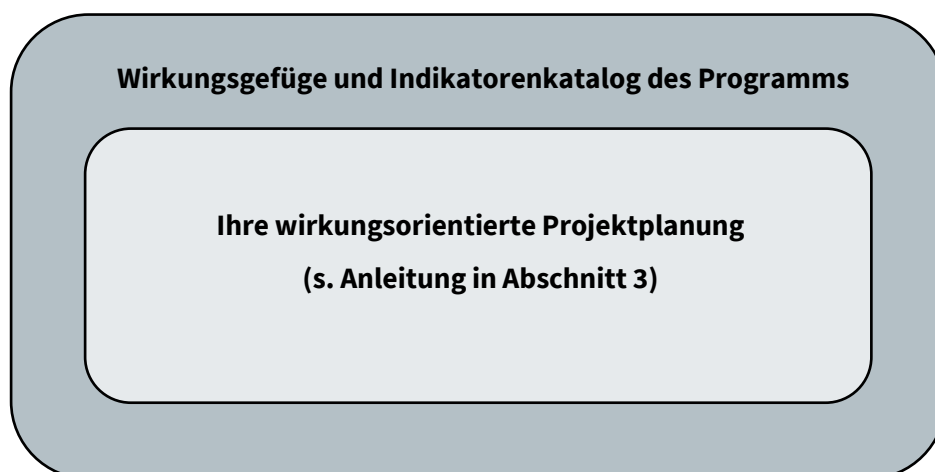 Wirkungsgefüge und Indikatorenkatalog des Programms
Ihre wirkungsorientierte Projektplanung
(s. Anleitung in Abschnitt 3)